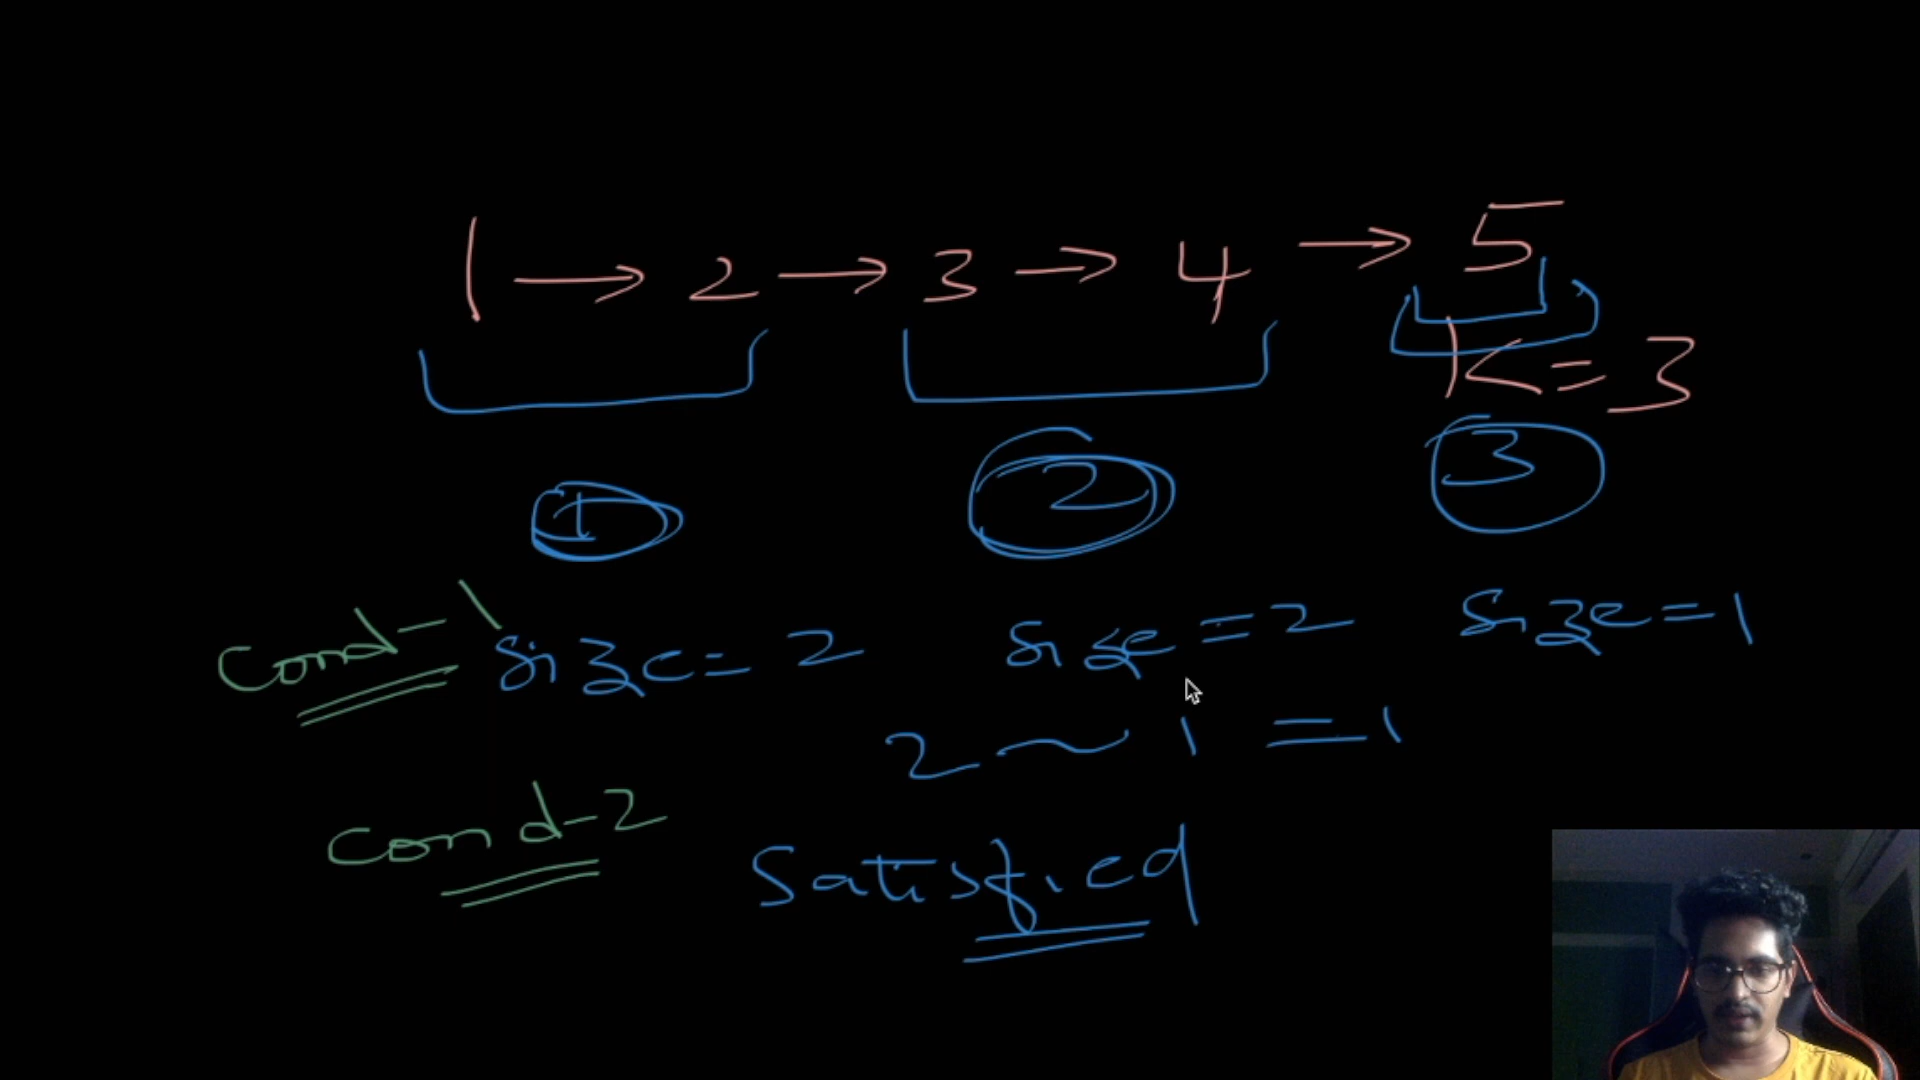 1 → 2 → 3 → 4 → 5
K = 3
1 2 3
Cond-1 size = 2 size = 2 size = 1
2 ~ 1 = 1
Cond-2
Satisfied